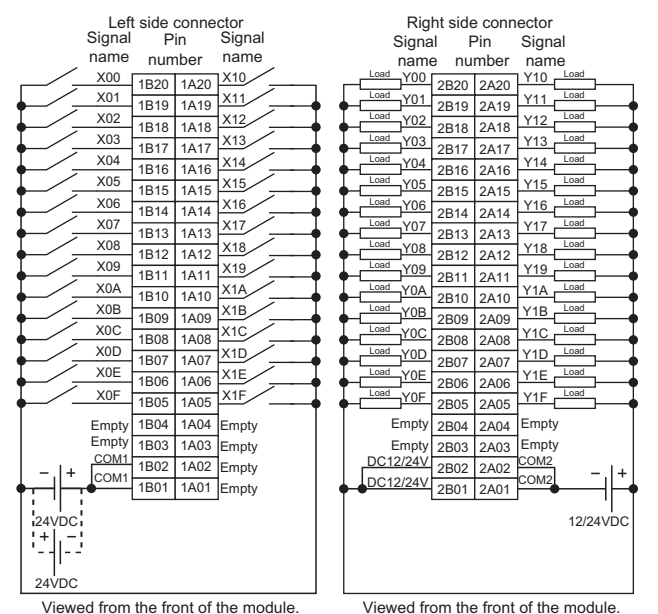 Left side connector
Signal name Pin number Signal name
X00 1B20 1A20 X10
X01 1B19 1A19 X11
X02 1B18 1A18 X12
X03 1B17 1A17 X13
X04 1B16 1A16 X14
X05 1B15 1A15 X15
X06 1B14 1A14 X16
X07 1B13 1A13 X17
X08 1B12 1A12 X18
X09 1B11 1A11 X19
X0A 1B10 1A10 X1A
X0B 1B09 1A09 X1B
X0C 1B08 1A08 X1C
X0D 1B07 1A07 X1D
X0E 1B06 1A06 X1E
X0F 1B05 1A05 X1F
Empty 1B04 1A04 Empty
Empty 1B03 1A03 Empty
COM1 1B02 1A02 Empty
COM1 1B01 1A01 Empty
− +
24VDC
+ −
24VDC
Viewed from the front of the module.
Right side connector
Signal name Pin number Signal name
Load Y00 2B20 2A20 Y10 Load
Load Y01 2B19 2A19 Y11 Load
Load Y02 2B18 2A18 Y12 Load
Load Y03 2B17 2A17 Y13 Load
Load Y04 2B16 2A16 Y14 Load
Load Y05 2B15 2A15 Y15 Load
Load Y06 2B14 2A14 Y16 Load
Load Y07 2B13 2A13 Y17 Load
Load Y08 2B12 2A12 Y18 Load
Load Y09 2B11 2A11 Y19 Load
Load Y0A 2B10 2A10 Y1A Load
Load Y0B 2B09 2A09 Y1B Load
Load Y0C 2B08 2A08 Y1C Load
Load Y0D 2B07 2A07 Y1D Load
Load Y0E 2B06 2A06 Y1E Load
Load Y0F 2B05 2A05 Y1F Load
Empty 2B04 2A04 Empty
Empty 2B03 2A03 Empty
DC12/24V 2B02 2A02 COM2
DC12/24V 2B01 2A01 COM2
− +
12/24VDC
Viewed from the front of the module.